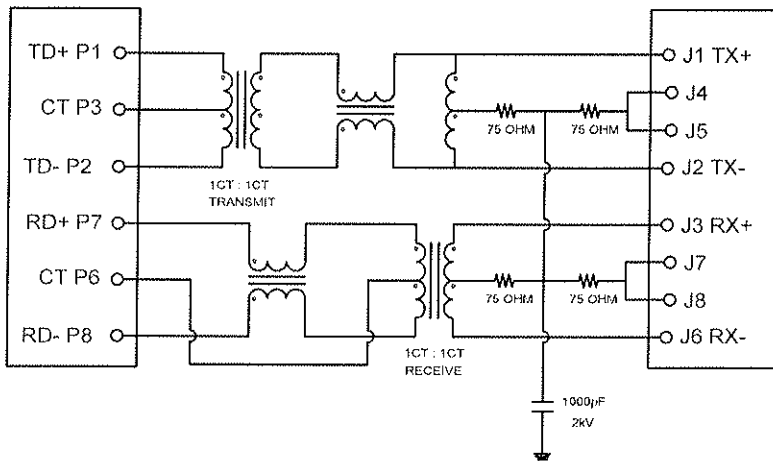 TD+ P1
J1 TX+
J4
CT P3
75 OHM 75 OHM
J5
TD- P2
J2 TX-
1CT : 1CT
TRANSMIT
RD+ P7
J3 RX+
J7
CT P6
75 OHM 75 OHM
J8
RD- P8
J6 RX-
1CT : 1CT
RECEIVE
1000pF
2kV